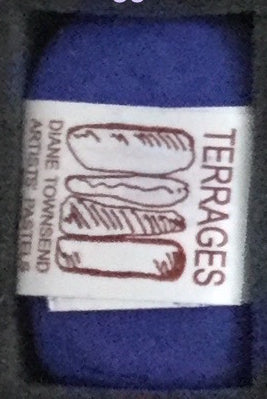 TERRAGES
DIANE TOWNSEND
ARTISTS' PASTELS